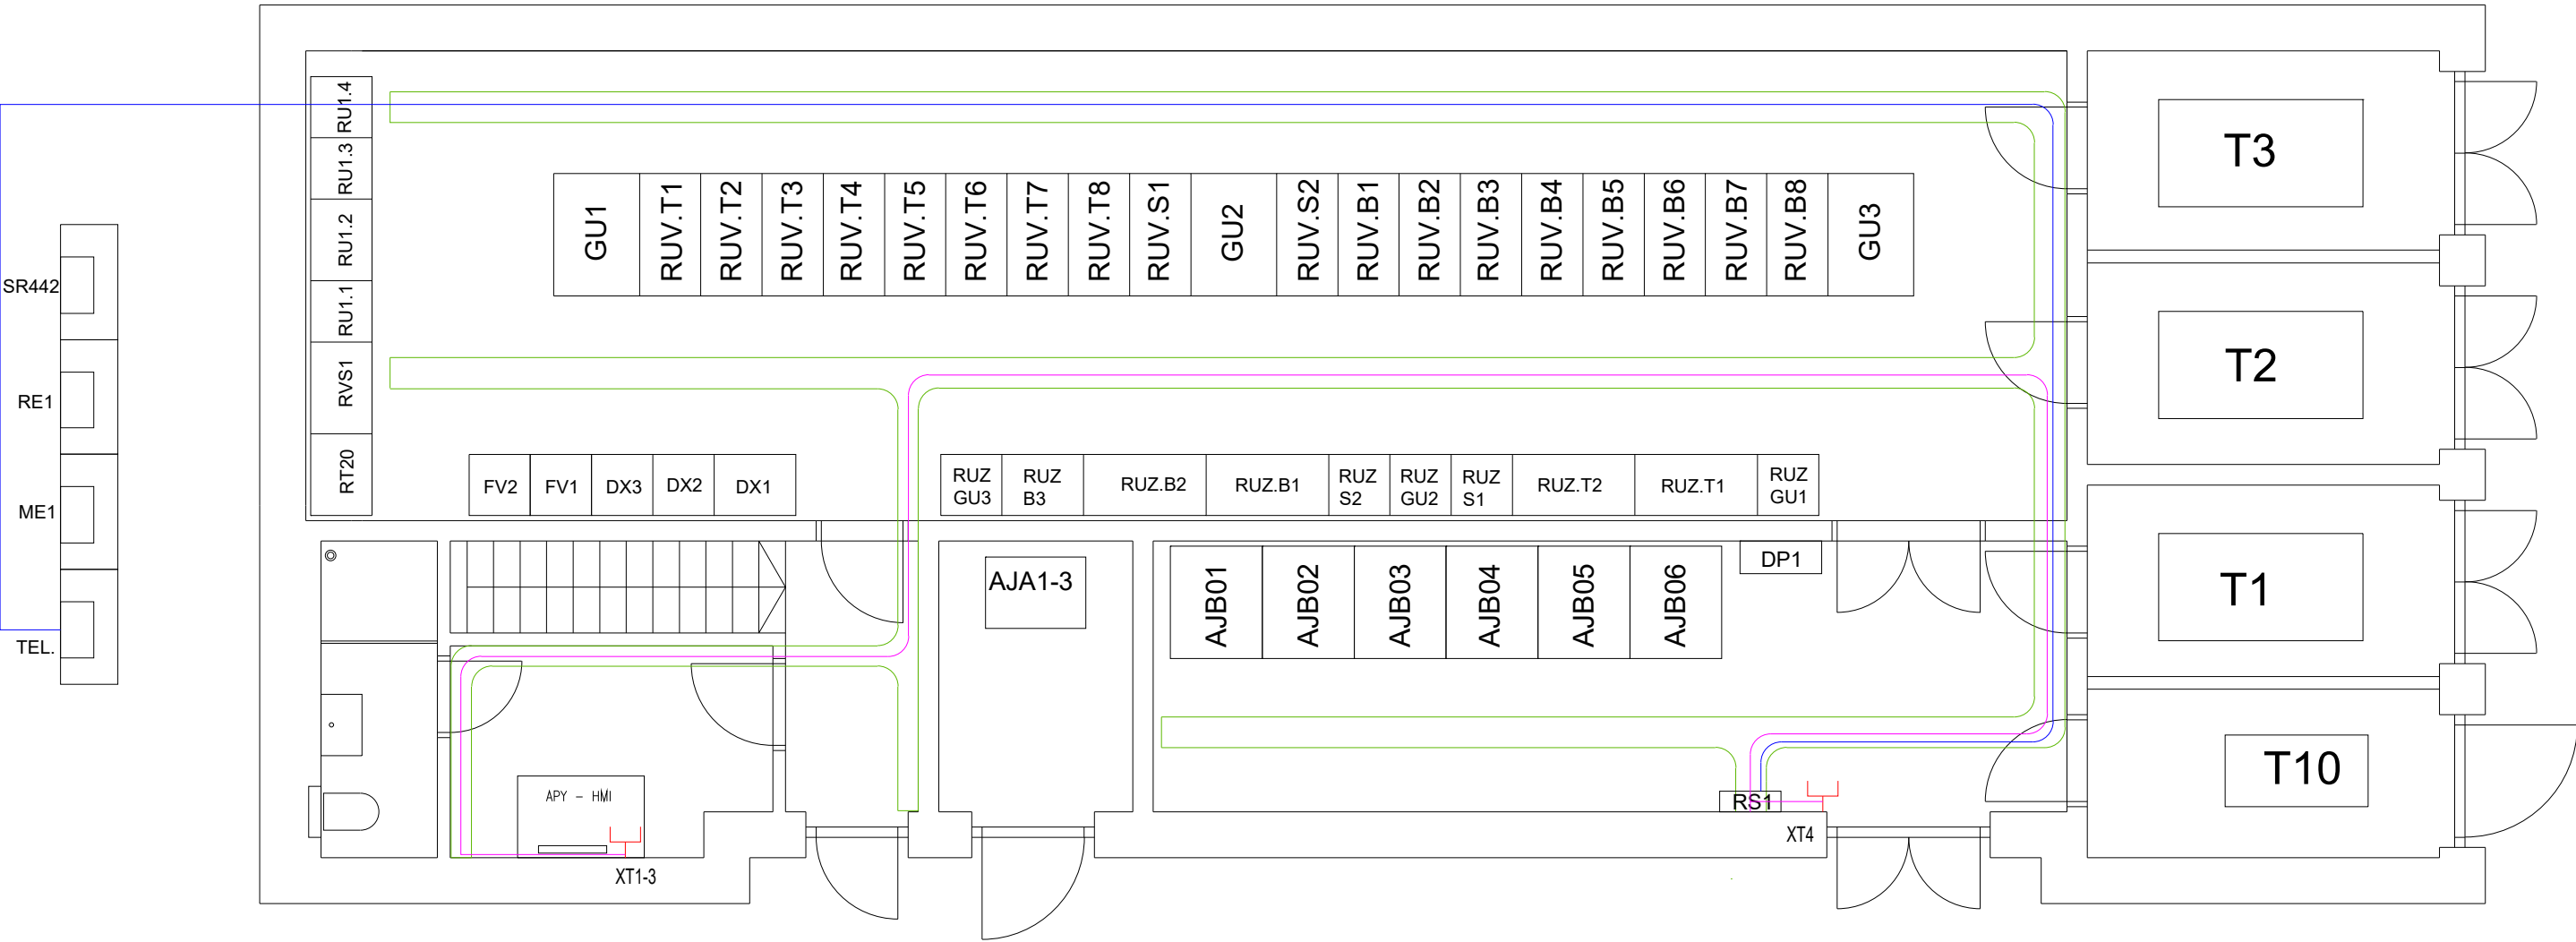 SR442
RE1
ME1
TEL.
RU1.4
RU1.3
RU1.2
RU1.1
RVS1
RT20
GU1
RUV.T1
RUV.T2
RUV.T3
RUV.T4
RUV.T5
RUV.T6
RUV.T7
RUV.T8
RUV.S1
GU2
RUV.S2
RUV.B1
RUV.B2
RUV.B3
RUV.B4
RUV.B5
RUV.B6
RUV.B7
RUV.B8
GU3
FV2
FV1
DX3
DX2
DX1
RUZ
GU3
RUZ
B3
RUZ.B2
RUZ.B1
RUZ
S2
RUZ
GU2
RUZ
S1
RUZ.T2
RUZ.T1
RUZ
GU1
AJA1-3
AJB01
AJB02
AJB03
AJB04
AJB05
AJB06
DP1
T3
T2
T1
T10
APY - HMI
XT1-3
RS1
XT4